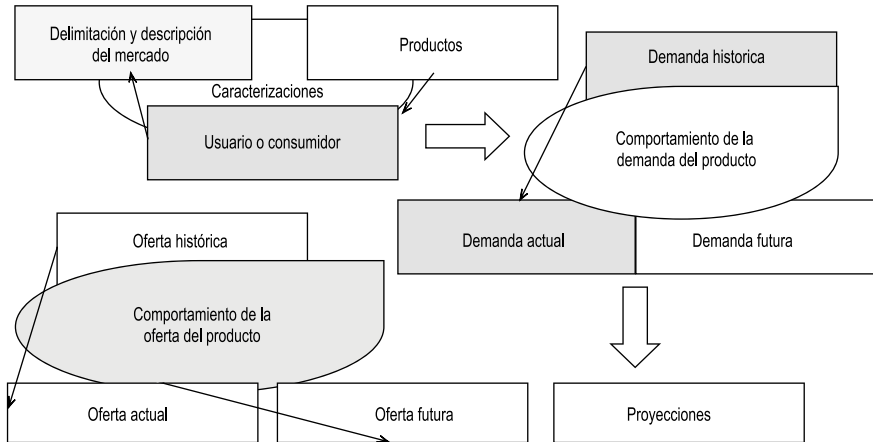 Delimitación y descripción
del mercado
Productos
Caracterizaciones
Usuario o consumidor
Demanda historica
Comportamiento de la
demanda del producto
Demanda actual
Demanda futura
Oferta histórica
Comportamiento de la
oferta del producto
Oferta actual
Oferta futura
Proyecciones